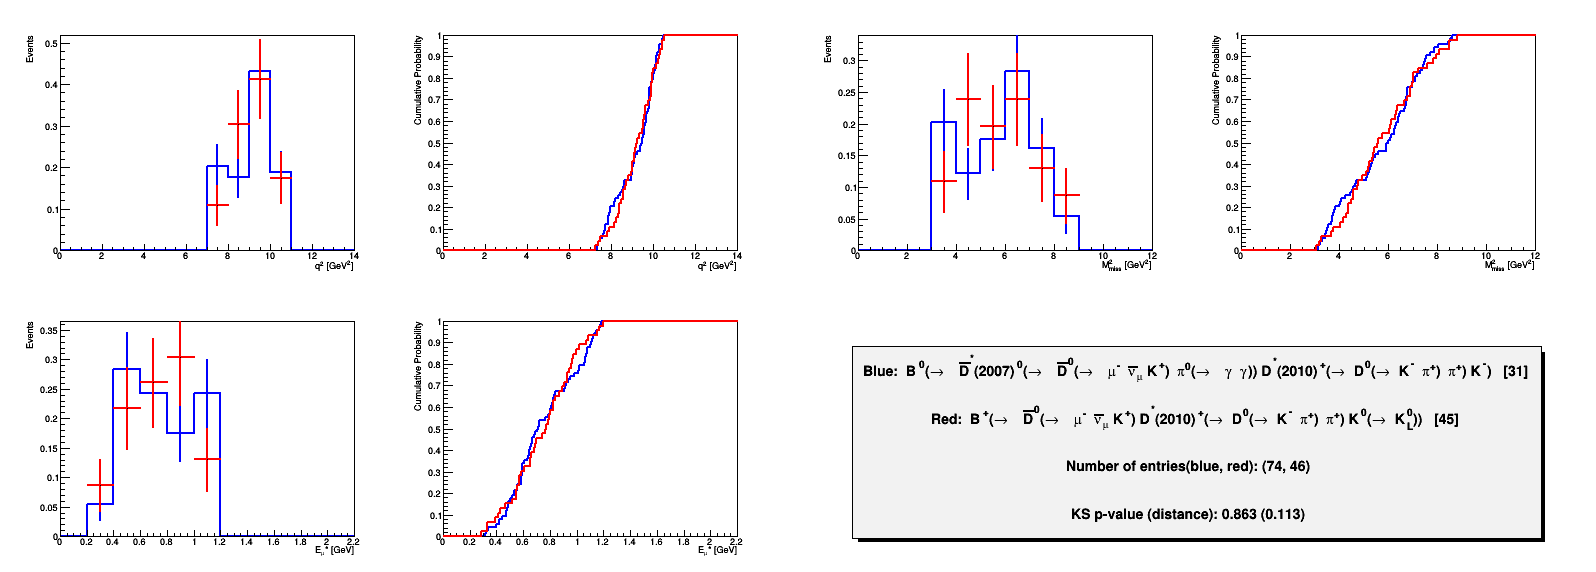 Events
0.5
0.4
0.3
0.2
0.1
0
0 2 4 6 8 10 12 14
q² [GeV²]
Cumulative Probability
1
0.9
0.8
0.7
0.6
0.5
0.4
0.3
0.2
0.1
0
0 2 4 6 8 10 12 14
q² [GeV²]
Events
0.3
0.25
0.2
0.15
0.1
0.05
0
0 2 4 6 8 10 12
M²miss [GeV²]
Cumulative Probability
1
0.9
0.8
0.7
0.6
0.5
0.4
0.3
0.2
0.1
0
0 2 4 6 8 10 12
M²miss [GeV²]
Events
0.35
0.3
0.25
0.2
0.15
0.1
0.05
0
0 0.2 0.4 0.6 0.8 1 1.2 1.4 1.6 1.8 2 2.2
Eμ* [GeV]
Cumulative Probability
1
0.9
0.8
0.7
0.6
0.5
0.4
0.3
0.2
0.1
0
0 0.2 0.4 0.6 0.8 1 1.2 1.4 1.6 1.8 2 2.2
Eμ* [GeV]
Blue: B⁰(→ D̅*(2007)⁰(→ D̅⁰(→ μ⁻ ν̅μ K⁺) π⁰(→ γ γ)) D*(2010)⁺(→ D⁰(→ K⁻ π⁺) π⁺) K⁻) [31]
Red: B⁺(→ D̅⁰(→ μ⁻ ν̅μ K⁺) D*(2010)⁺(→ D⁰(→ K⁻ π⁺) π⁺) K⁰(→ K⁰L)) [45]
Number of entries(blue, red): (74, 46)
KS p-value (distance): 0.863 (0.113)